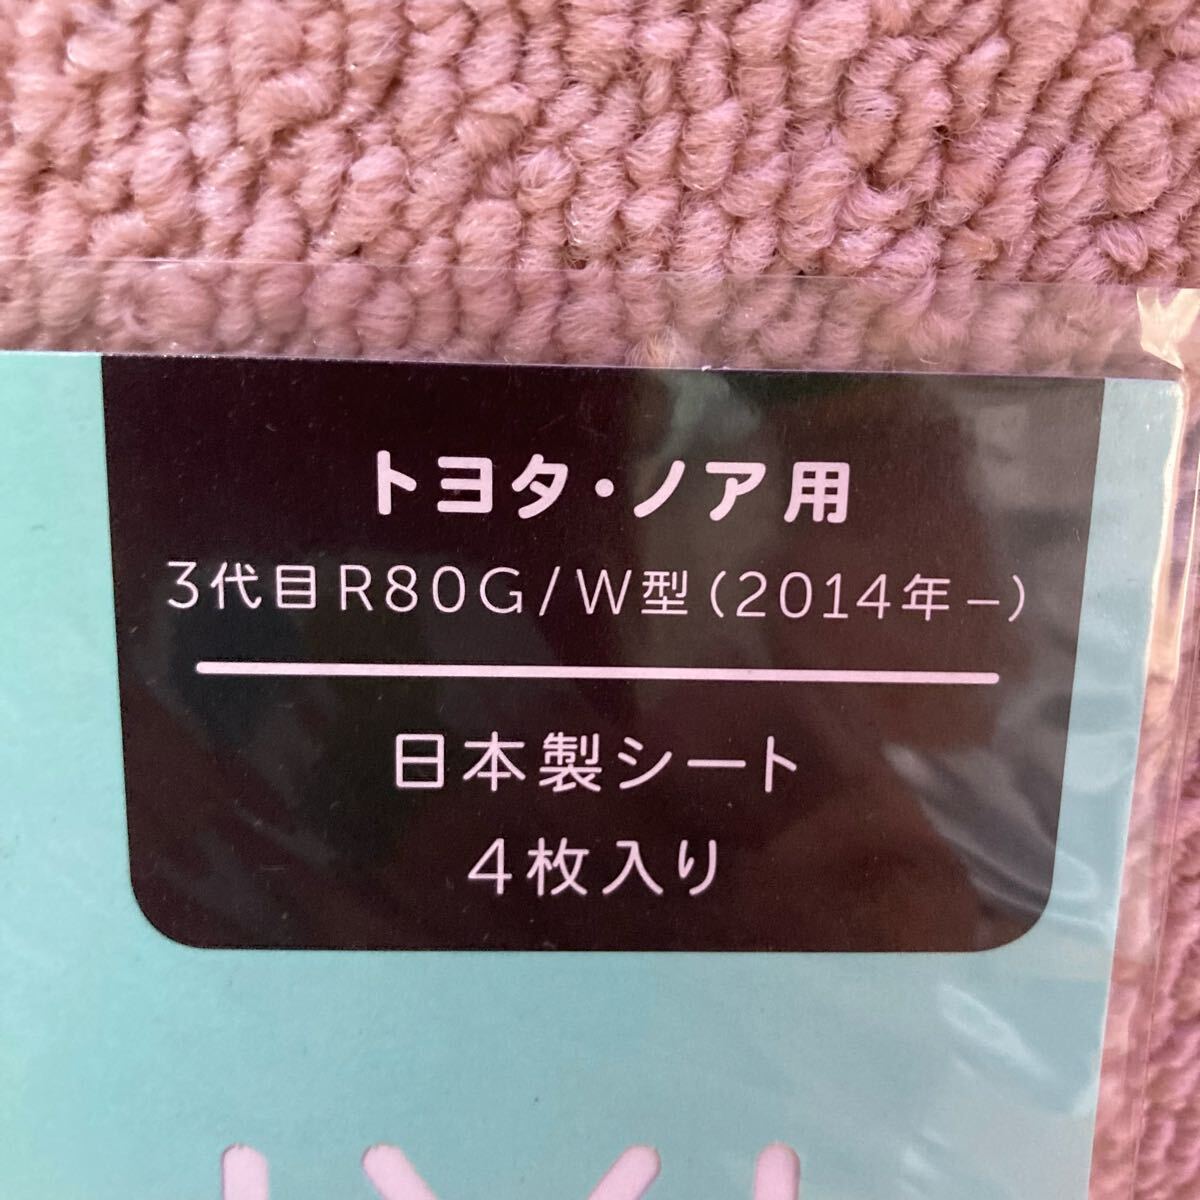 トヨタ・ノア用
3代目R80G/W型(2014年–)
日本製シート
4枚入り